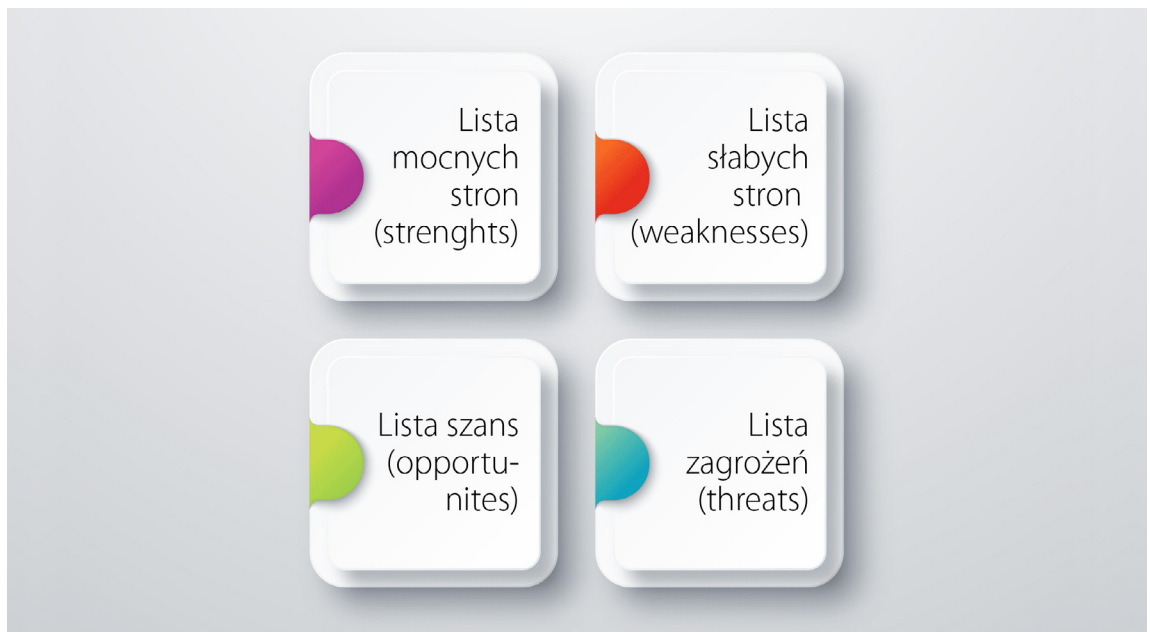 Lista
mocnych
stron
(strenghts)
Lista
słabych
stron
(weaknesses)
Lista szans
(opportu-
nites)
Lista
zagrożeń
(threats)